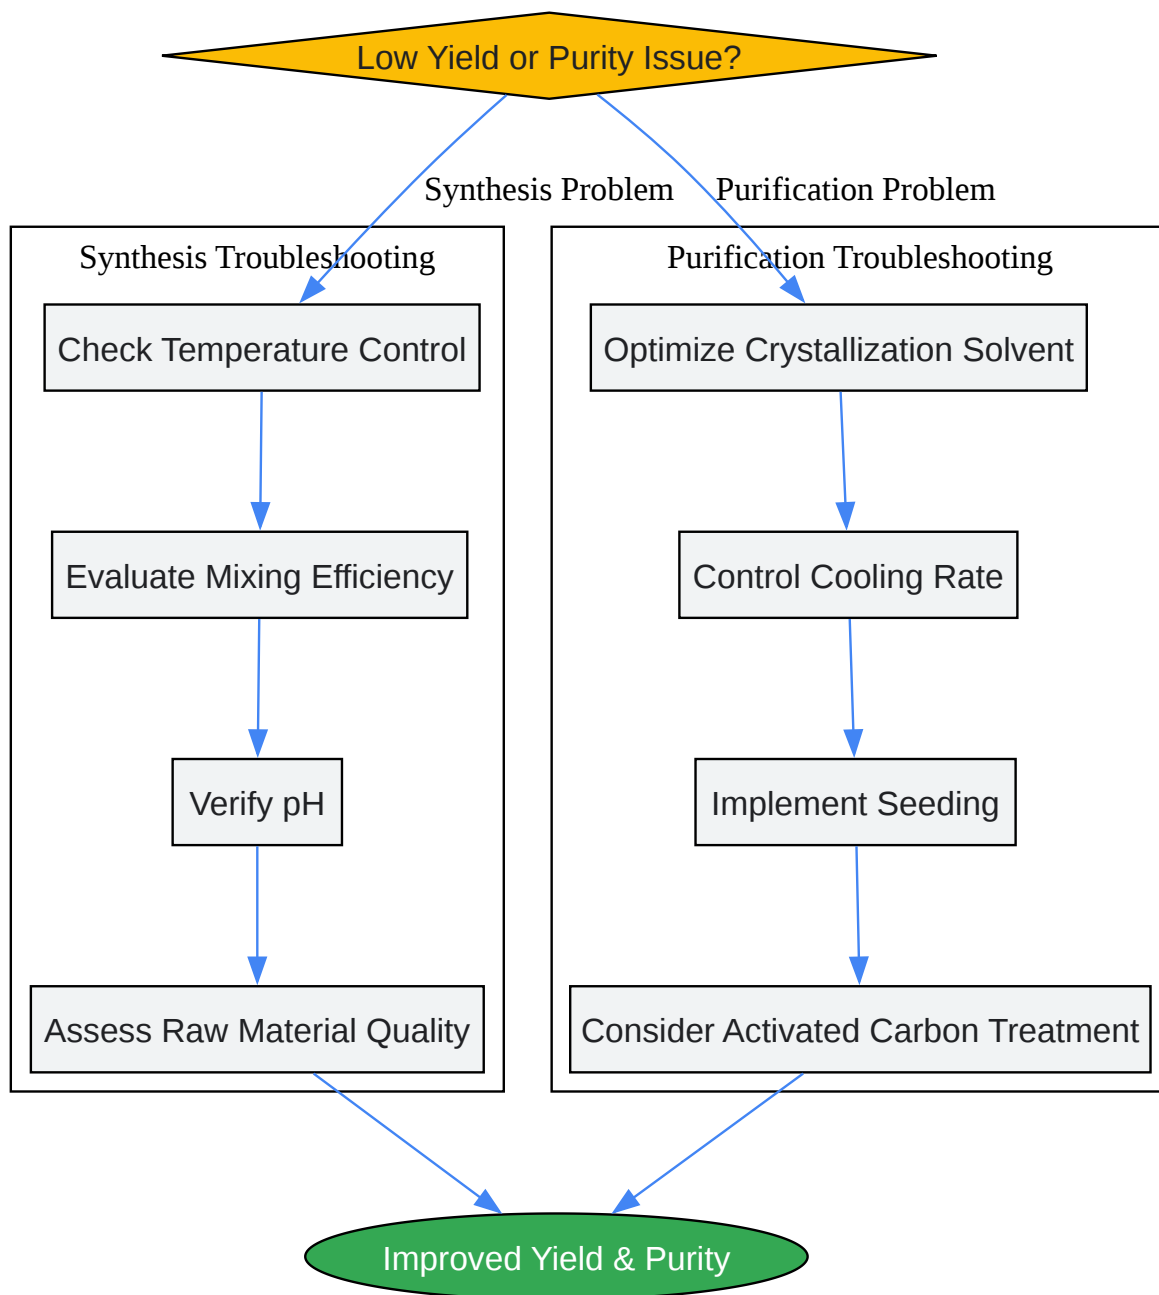 Low Yield or Purity Issue?
Synthesis Problem
Purification Problem
Synthesis Troubleshooting
Check Temperature Control
Evaluate Mixing Efficiency
Verify pH
Assess Raw Material Quality
Purification Troubleshooting
Optimize Crystallization Solvent
Control Cooling Rate
Implement Seeding
Consider Activated Carbon Treatment
Improved Yield & Purity